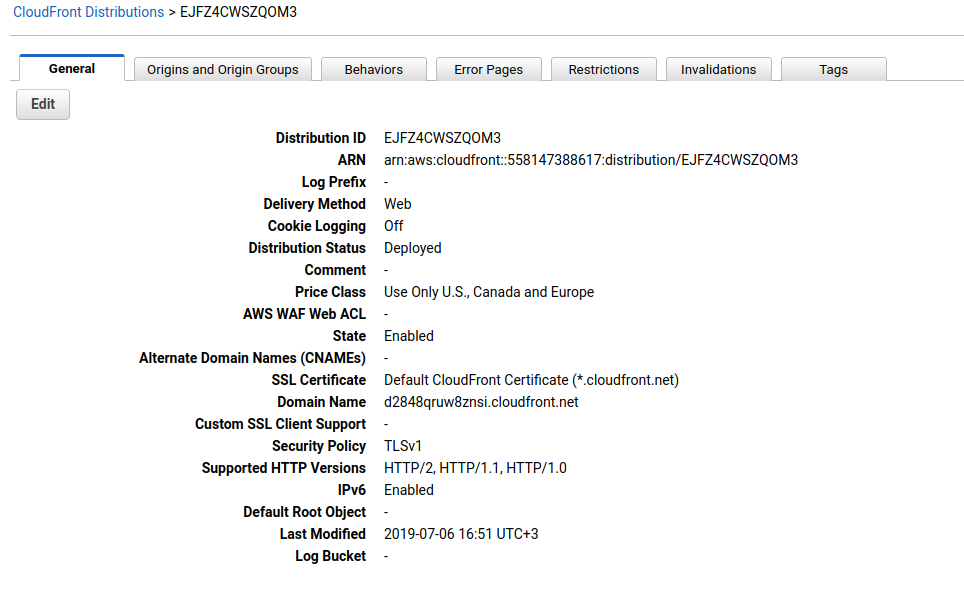 CloudFront Distributions > EJFZ4CWSZQOM3
General Origins and Origin Groups Behaviors Error Pages Restrictions Invalidations Tags
Edit
Distribution ID EJFZ4CWSZQOM3
ARN arn:aws:cloudfront::558147388617:distribution/EJFZ4CWSZQOM3
Log Prefix -
Delivery Method Web
Cookie Logging Off
Distribution Status Deployed
Comment -
Price Class Use Only U.S., Canada and Europe
AWS WAF Web ACL -
State Enabled
Alternate Domain Names (CNAMEs) -
SSL Certificate Default CloudFront Certificate (*.cloudfront.net)
Domain Name d2848qruw8znsi.cloudfront.net
Custom SSL Client Support -
Security Policy TLSv1
Supported HTTP Versions HTTP/2, HTTP/1.1, HTTP/1.0
IPv6 Enabled
Default Root Object -
Last Modified 2019-07-06 16:51 UTC+3
Log Bucket -